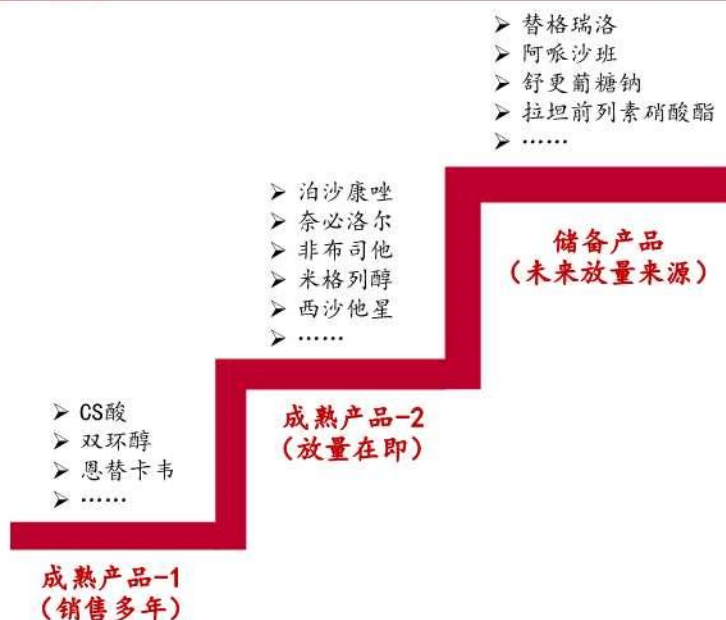 ➢ 替格瑞洛
➢ 阿哌沙班
➢ 舒更葡糖钠
➢ 拉坦前列素硝酸酯
➢ ……
➢ 泊沙康唑
➢ 奈必洛尔
➢ 非布司他
➢ 米格列醇
➢ 西沙他星
➢ ……
储备产品
（未来放量来源）
➢ CS酸
➢ 双环醇
➢ 恩替卡韦
➢ ……
成熟产品-2
（放量在即）
成熟产品-1
（销售多年）